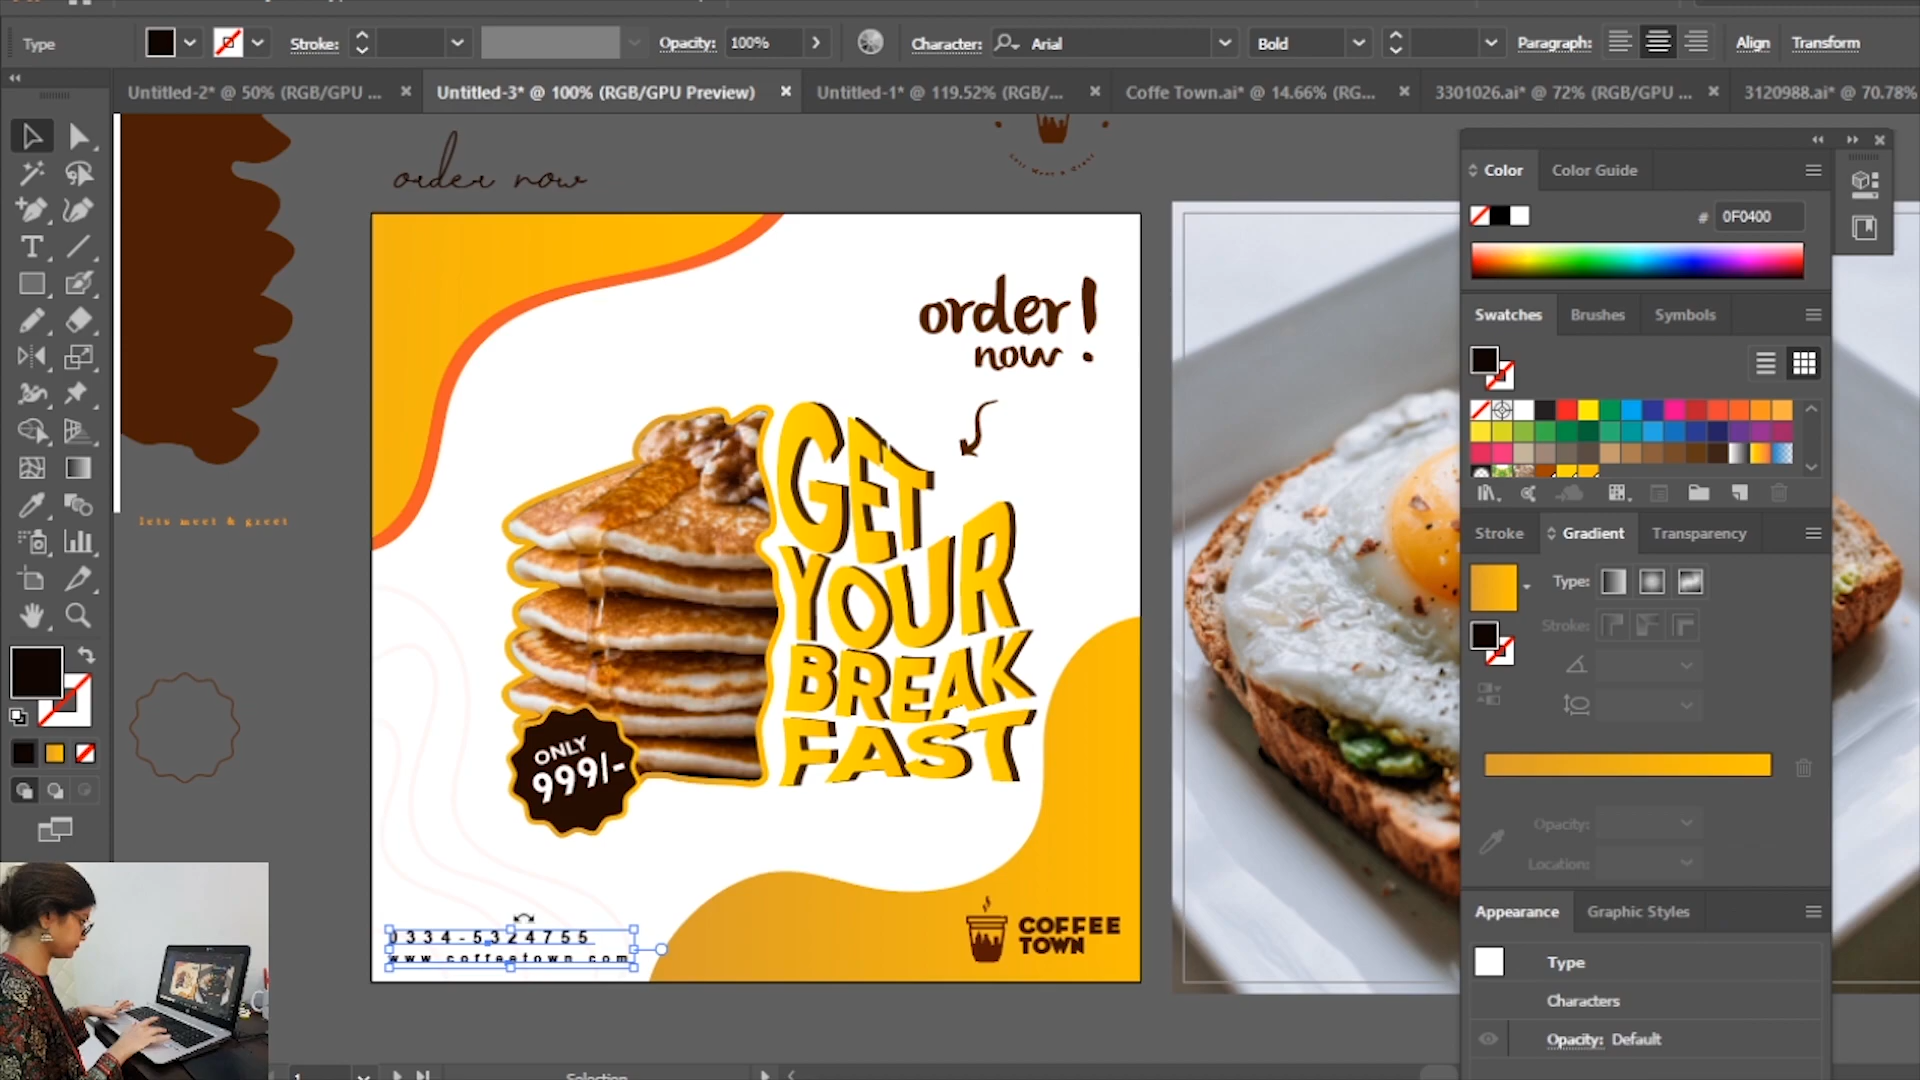 Type
Stroke:
Opacity: 100%
Character: Arial
Bold
Paragraph:
Align
Transform
Untitled-2* @ 50% (RGB/GPU ...
Untitled-3* @ 100% (RGB/GPU Preview)
Untitled-1* @ 119.52% (RGB/...
Coffe Town.ai* @ 14.66% (RG...
3301026.ai* @ 72% (RGB/GPU ...
3120988.ai* @ 70.78%
order now
lets meet & greet
order!
now
GET
YOUR
BREAK
FAST
ONLY
999/-
0334-5324755
www.coffeetown.com
COFFEE
TOWN
Color
Color Guide
# 0F0400
Swatches
Brushes
Symbols
Stroke
Gradient
Transparency
Type:
Stroke:
Opacity:
Location:
Appearance
Graphic Styles
Type
Characters
Opacity: Default
1
Selection